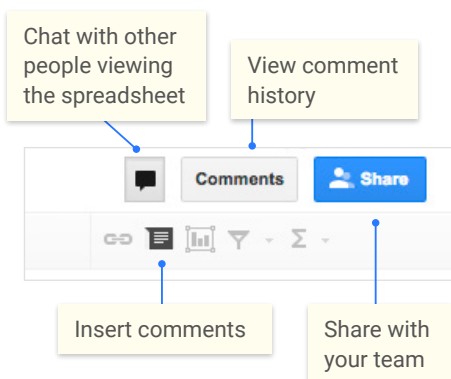 Chat with other
people viewing
the spreadsheet
View comment
history
Comments
Share
Insert comments
Share with
your team